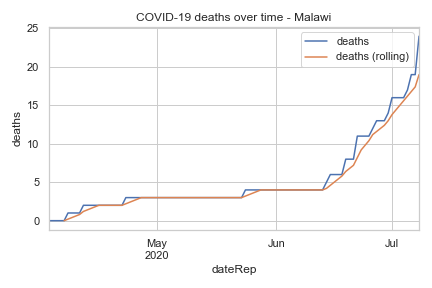 COVID-19 deaths over time - Malawi
deaths
deaths (rolling)
25
20
15
10
5
0
deaths
May
2020
Jun
Jul
dateRep